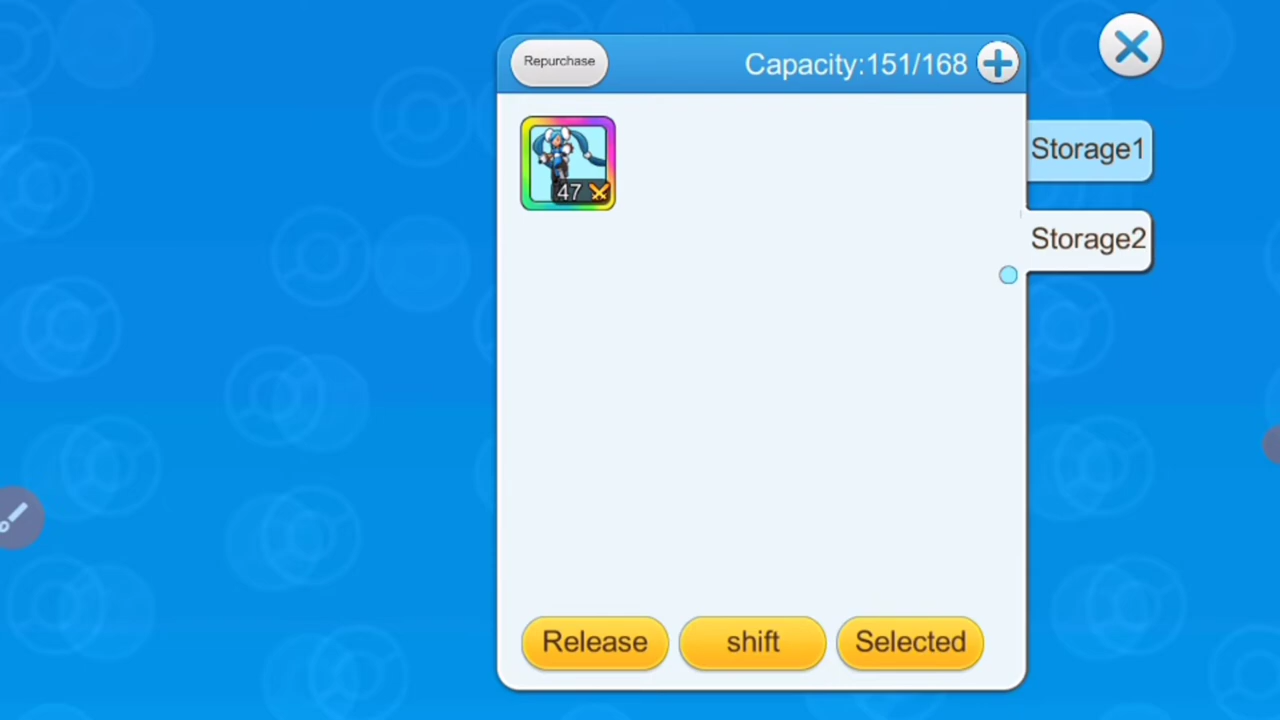 Repurchase
Capacity:151/168
Storage1
47
Storage2
Release
shift
Selected